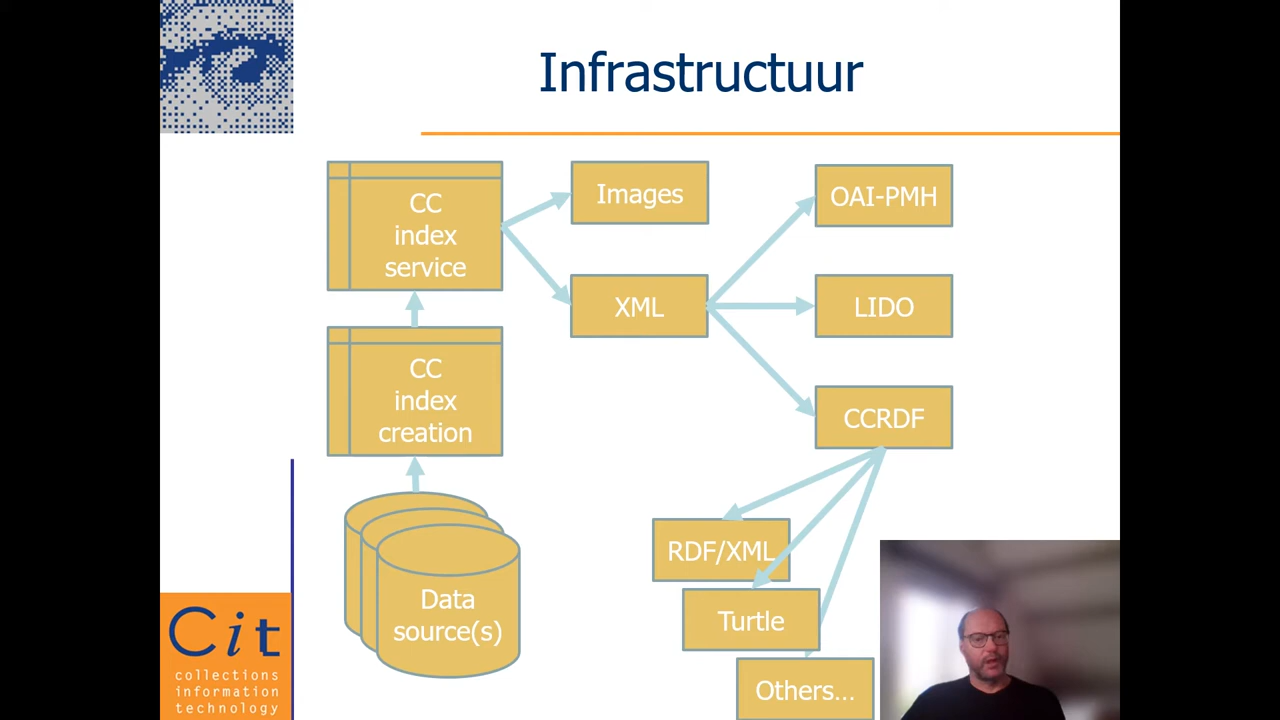 Infrastructuur
CC
index
service
Images
OAI-PMH
XML
LIDO
CC
index
creation
CCRDF
RDF/XML
Data
source(s)
Turtle
Others...
Cit
collections
information
technology